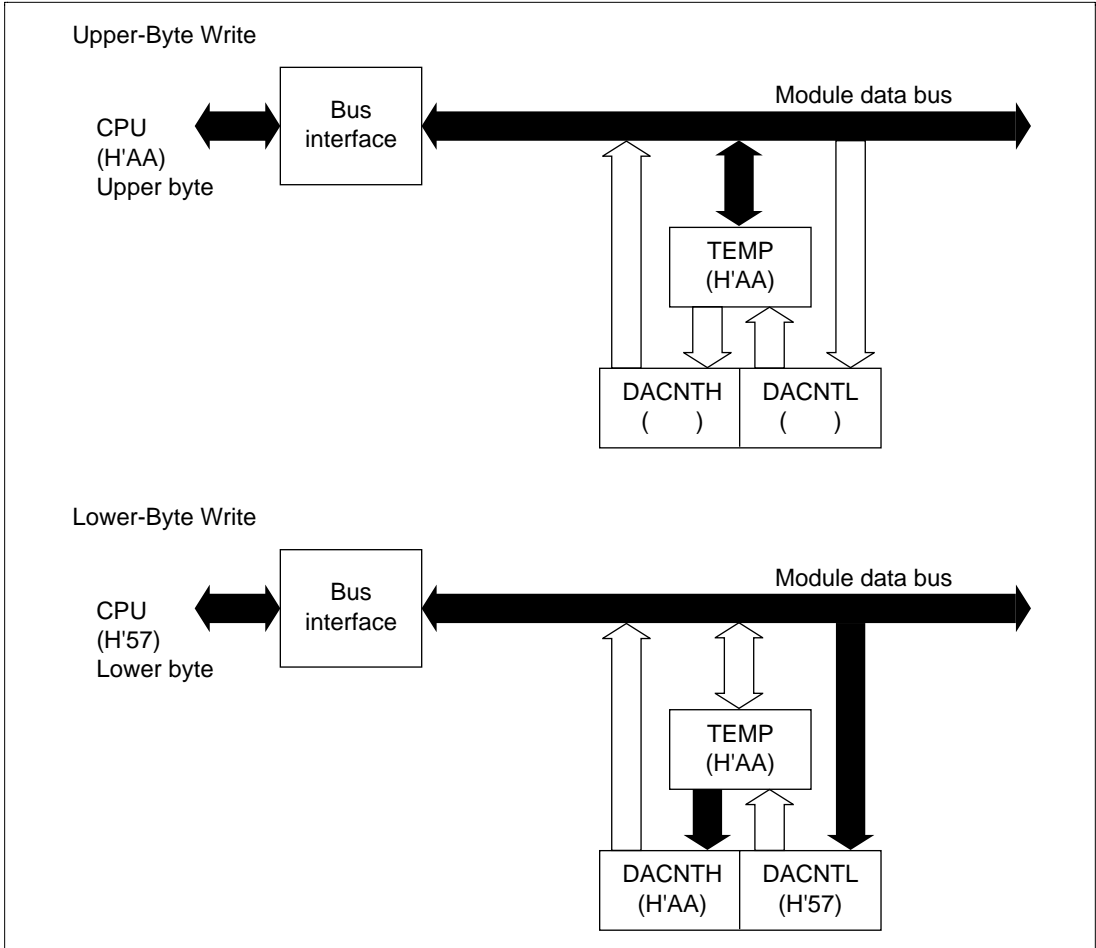 Upper-Byte Write
CPU
(H'AA)
Upper byte
Bus
interface
Module data bus
TEMP
(H'AA)
DACNTH
(      )
DACNTL
(      )
Lower-Byte Write
CPU
(H'57)
Lower byte
Bus
interface
Module data bus
TEMP
(H'AA)
DACNTH
(H'AA)
DACNTL
(H'57)